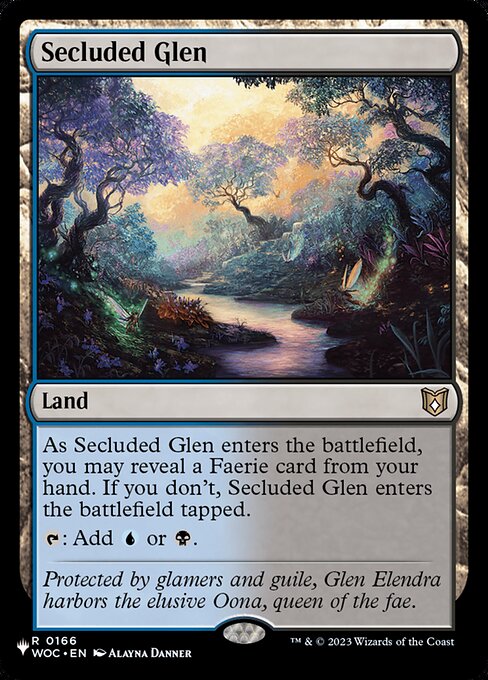 Secluded Glen
Land
As Secluded Glen enters the battlefield,
you may reveal a Faerie card from your
hand. If you don't, Secluded Glen enters
the battlefield tapped.
: Add or .
Protected by glamers and guile, Glen Elendra
harbors the elusive Oona, queen of the fae.
R 0166
™ & © 2023 Wizards of the Coast
WOC • EN ALAYNA DANNER